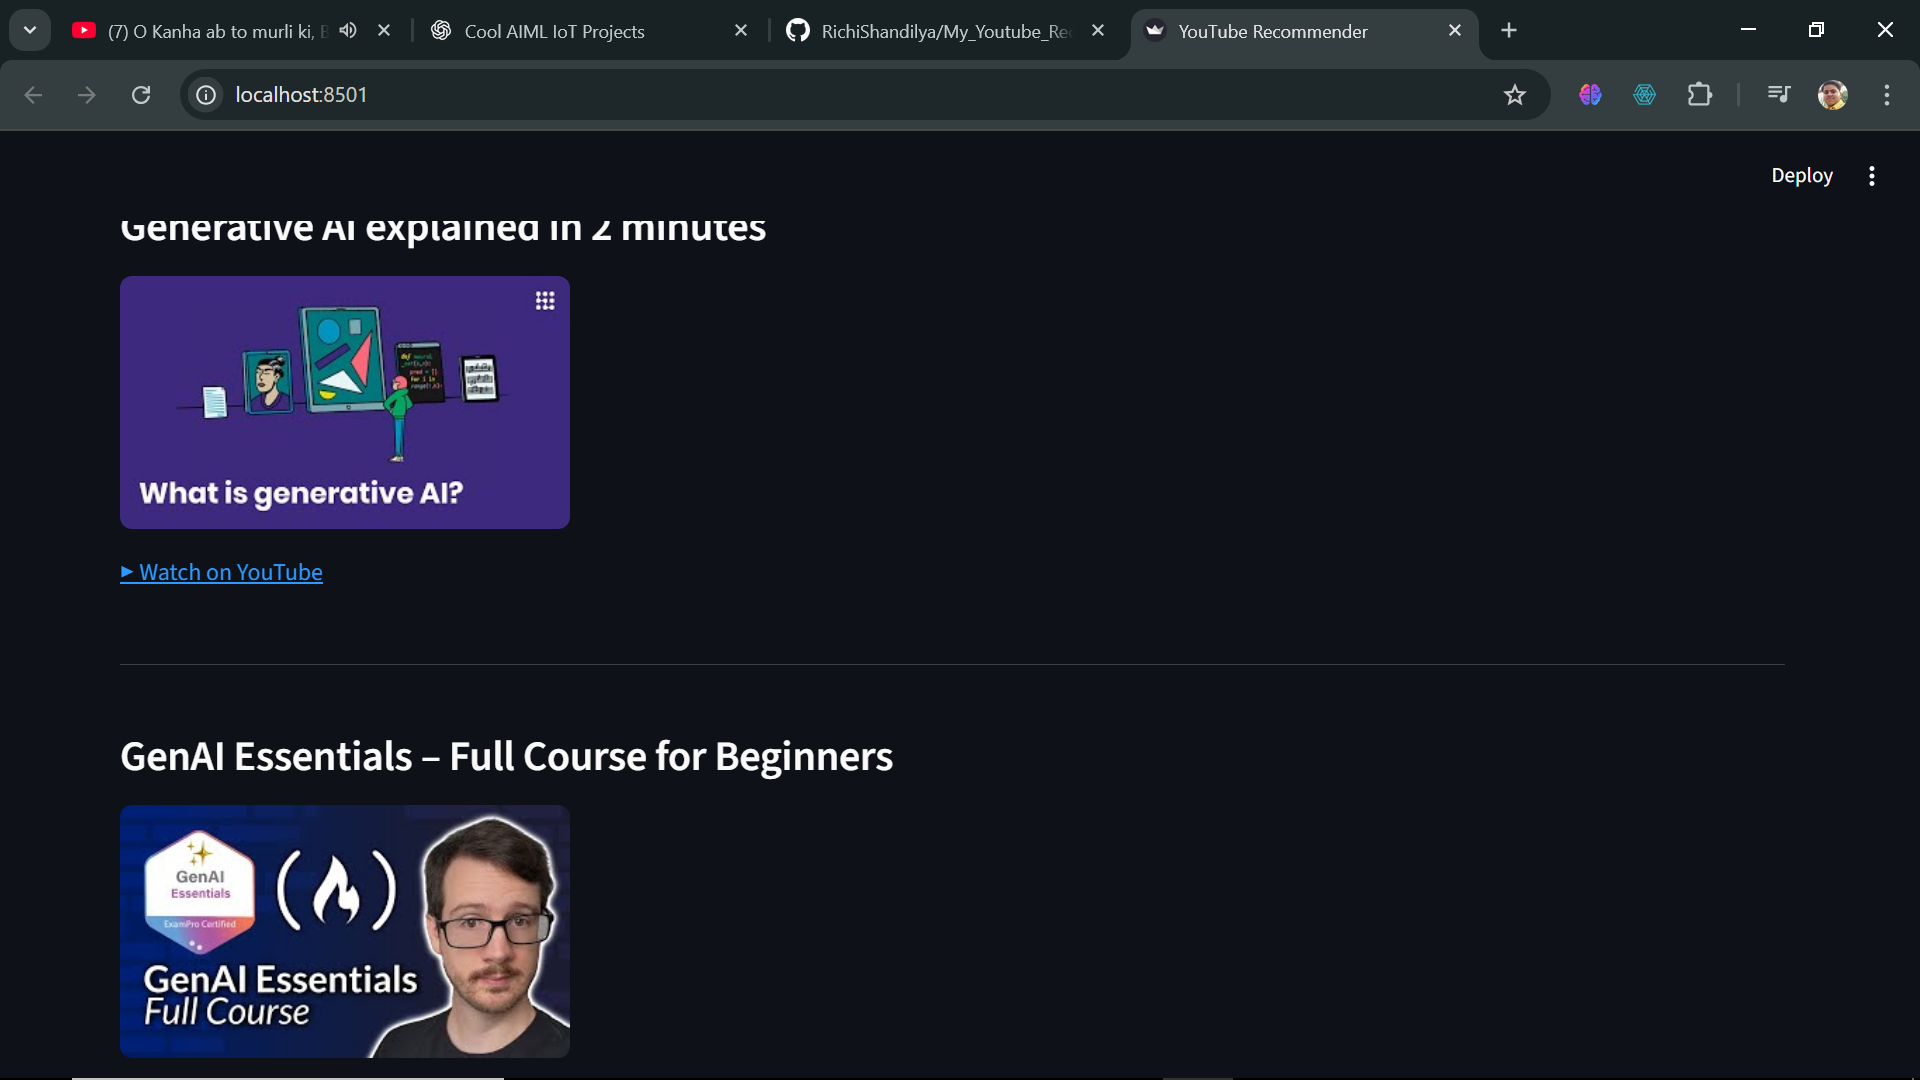 (7) O Kanha ab to murli ki, B
Cool AIML IoT Projects
RichiShandilya/My_Youtube_Rec
YouTube Recommender
localhost:8501
Deploy
Generative AI explained in 2 minutes
What is generative AI?
▶ Watch on YouTube
GenAI Essentials – Full Course for Beginners
GenAI
Essentials
ExamPro Certified
GenAI Essentials
Full Course